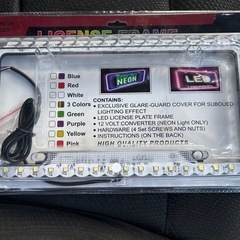 LICENSE FRAME
Blue
Red
White
3 Colors
Green
Purple
Yellow
Pink
NEON
LED
CONTAINS:
• EXCLUSIVE GLARE-GUARD COVER FOR SUBDUED
LIGHTING EFFECT
• LED LICENSE PLATE FRAME
• 12 VOLT CONVERTER (NEON Light ONLY)
• HARDWARE (4 Set SCREWS AND NUTS)
• INSTRUCTIONS (ON THE BACK)
HIGH QUALITY PRODUCTS